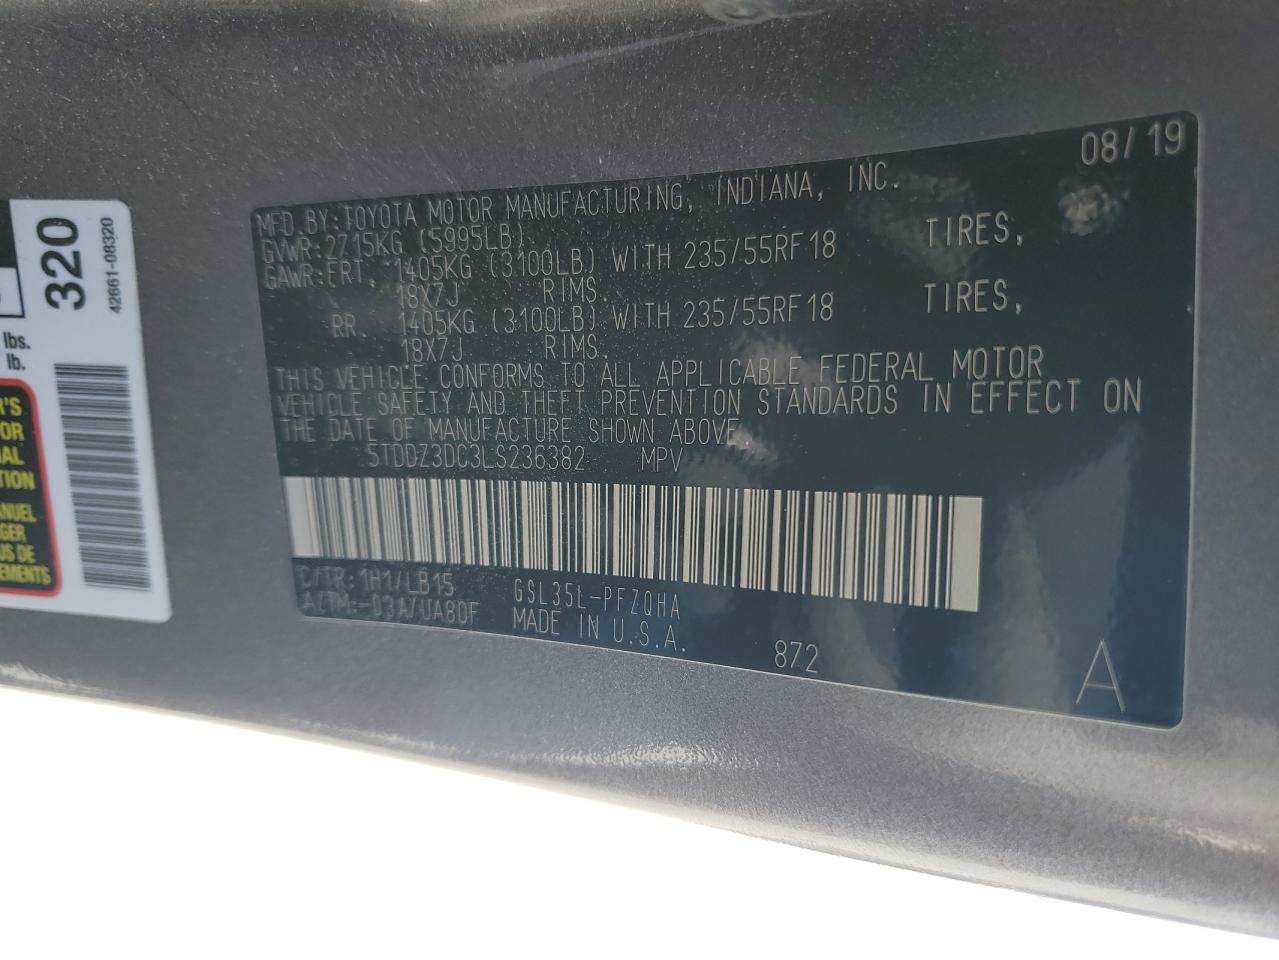 08/19
MFD.BY:TOYOTA MOTOR MANUFACTURING, INDIANA, INC.
GVWR:2715KG (5995LB)
GAWR:FRT. 1405KG (3100LB) WITH 235/55RF18 TIRES,
18X7J RIMS.
RR. 1405KG (3100LB) WITH 235/55RF18 TIRES,
18X7J RIMS.
THIS VEHICLE CONFORMS TO ALL APPLICABLE FEDERAL MOTOR
VEHICLE SAFETY AND THEFT PREVENTION STANDARDS IN EFFECT ON
THE DATE OF MANUFACTURE SHOWN ABOVE.
5TDDZ3DC3LS236382 MPV
C/TR:1H1/LB15 GSL35L-PFZQHA
A/TM:-03A/UA80F MADE IN U.S.A.
872
A
320
42661-08320
lbs.
lb.